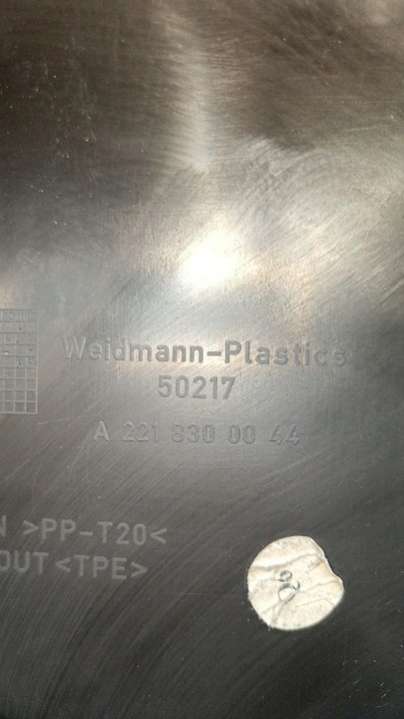 Weidmann-Plastics
50217
A 221 830 00 44
N >PP-T20<
OUT <TPE>